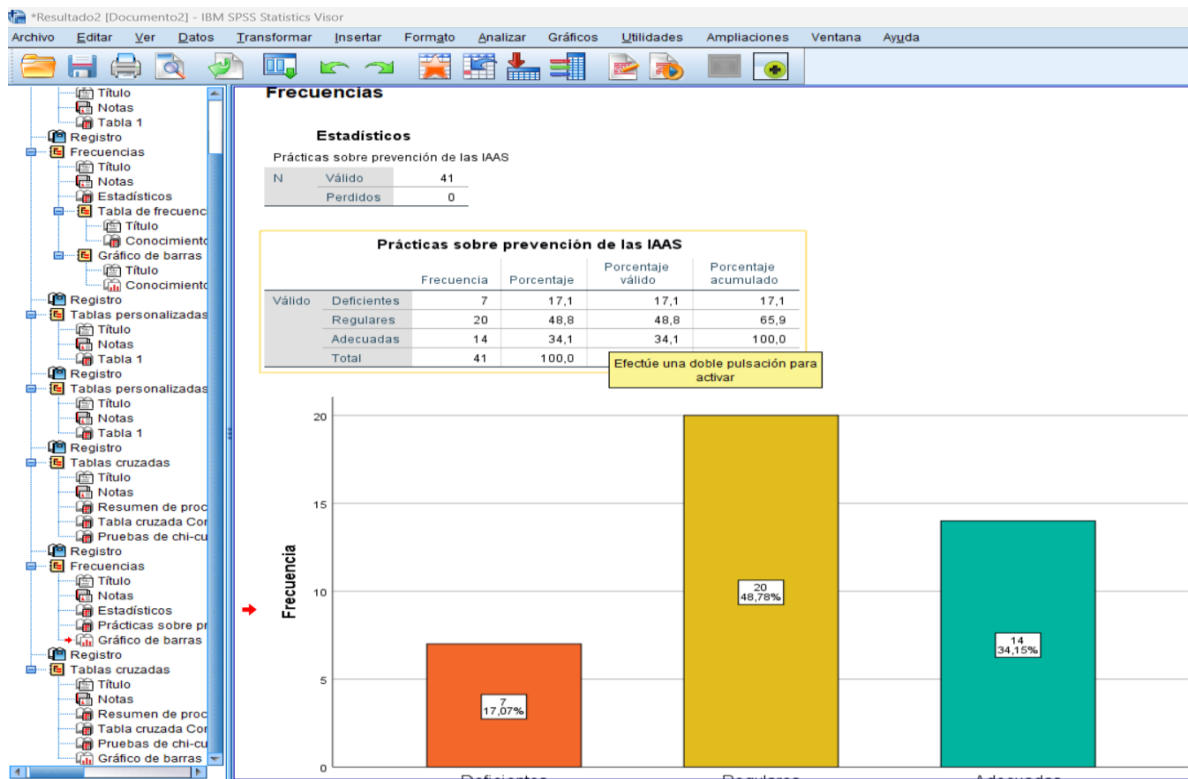 *Resultado2 [Documento2] - IBM SPSS Statistics Visor
Archivo Editar Ver Datos Transformar Insertar Formato Analizar Gráficos Utilidades Ampliaciones Ventana Ayuda
Título
Notas
Tabla 1
Registro
Frecuencias
Título
Notas
Estadísticos
Tabla de frecuenc
Título
Conocimiento
Gráfico de barras
Título
Conocimiento
Registro
Tablas personalizadas
Título
Notas
Tabla 1
Registro
Tablas personalizadas
Título
Notas
Tabla 1
Registro
Tablas cruzadas
Título
Notas
Resumen de proc
Tabla cruzada Cor
Pruebas de chi-cu
Registro
Frecuencias
Título
Notas
Estadísticos
Prácticas sobre pr
Gráfico de barras
Registro
Tablas cruzadas
Título
Notas
Resumen de proc
Tabla cruzada Cor
Pruebas de chi-cu
Gráfico de barras
Frecuencias
Estadísticos
Prácticas sobre prevención de las IAAS
N Válido 41
Perdidos 0
Prácticas sobre prevención de las IAAS
Frecuencia Porcentaje Porcentaje válido Porcentaje acumulado
Válido Deficientes 7 17,1 17,1 17,1
Regulares 20 48,8 48,8 65,9
Adecuadas 14 34,1 34,1 100,0
Total 41 100,0
Efectúe una doble pulsación para
activar
Frecuencia
20
15
10
5
0
7
17,07%
20
48,78%
14
34,15%
Deficientes Regulares Adecuadas